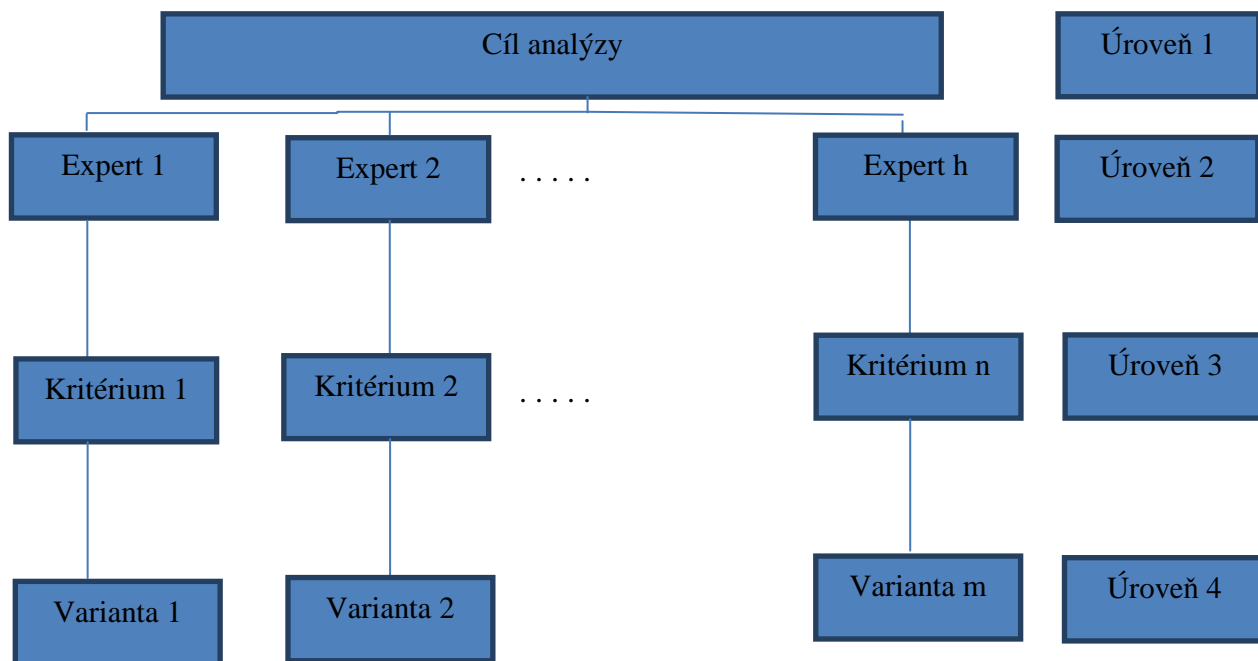 Cíl analýzy
Úroveň 1
Expert 1
Expert 2
. . . . .
Expert h
Úroveň 2
Kritérium 1
Kritérium 2
. . . . .
Kritérium n
Úroveň 3
Varianta 1
Varianta 2
Varianta m
Úroveň 4